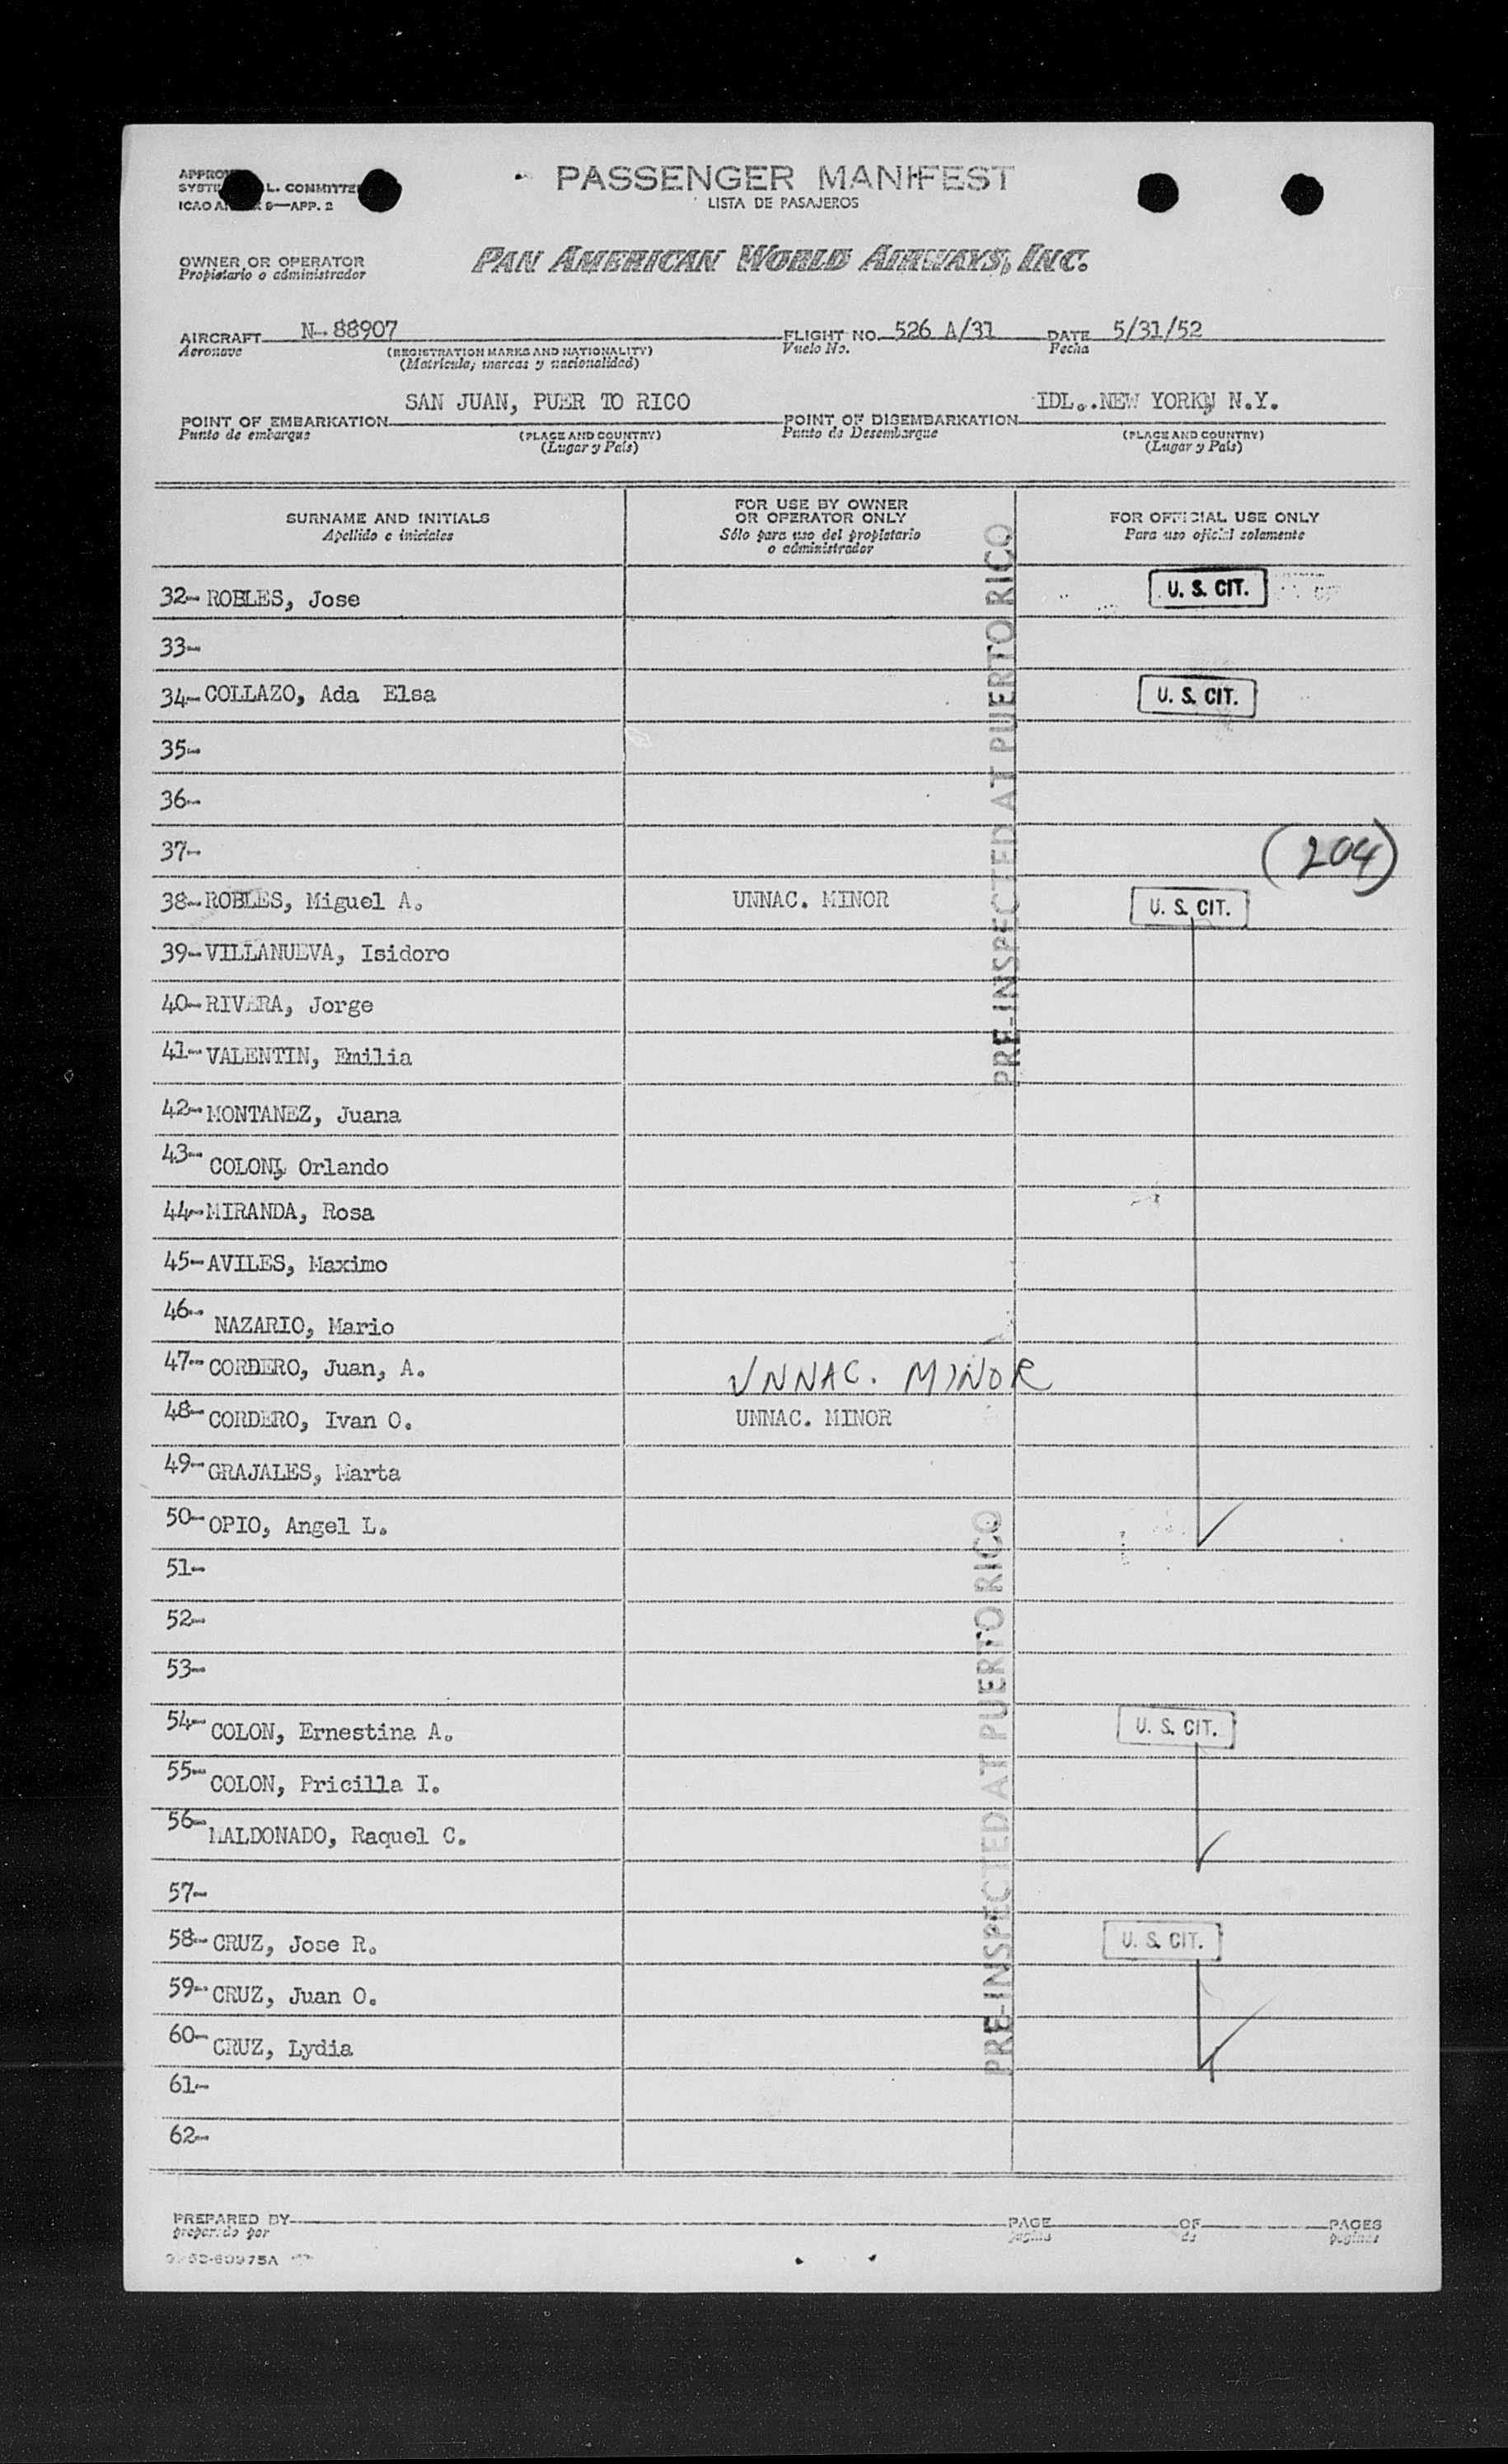 PASSENGER MANIFEST
LISTA DE PASAJEROS
L. COMMITTEE
ICAO 9—APP. 2
OWNER OR OPERATOR
Propietario o administrador
PAN AMERICAN WORLD AIRWAYS, INC.
AIRCRAFT N-88907 FLIGHT NO. 526 A/31 DATE 5/31/52
Aeronave (REGISTRATION MARKS AND NATIONALITY) Vuelo No. Fecha
(Matrícula, marcas y nacionalidad)
SAN JUAN, PUER TO RICO IDL..NEW YORK, N.Y.
POINT OF EMBARKATION POINT OF DISEMBARKATION
Punto de embarque (PLACE AND COUNTRY) Punto de Desembarque (PLACE AND COUNTRY)
(Lugar y País) (Lugar y País)
SURNAME AND INITIALS FOR USE BY OWNER OR OPERATOR ONLY FOR OFFICIAL USE ONLY
Apellido e iniciales Sólo para uso del propietario o administrador Para uso oficial solamente
PRE-INSPECTED AT PUERTO RICO
32- ROBLES, Jose U. S. CIT.
33-
34- COLLAZO, Ada Elsa U. S. CIT.
35-
36-
37- (204)
38- ROBLES, Miguel A. UNNAC. MINOR U. S. CIT.
39- VILLANUEVA, Isidoro
40- RIVERA, Jorge
41- VALENTIN, Emilia
42- MONTANEZ, Juana
43- COLON, Orlando
44- MIRANDA, Rosa
45- AVILES, Maximo
46- NAZARIO, Mario
47- CORDERO, Juan, A. UNNAC. MINOR
48- CORDERO, Ivan O. UNNAC. MINOR
49- GRAJALES, Marta
50- OPIO, Angel L.
PRE-INSPECTED AT PUERTO RICO
51-
52-
53-
54- COLON, Ernestina A. U. S. CIT.
55- COLON, Pricilla I.
56- MALDONADO, Raquel C.
57-
58- CRUZ, Jose R. U. S. CIT.
59- CRUZ, Juan O.
60- CRUZ, Lydia
61-
62-
PREPARED BY PAGE OF PAGES
preparado por página de páginas